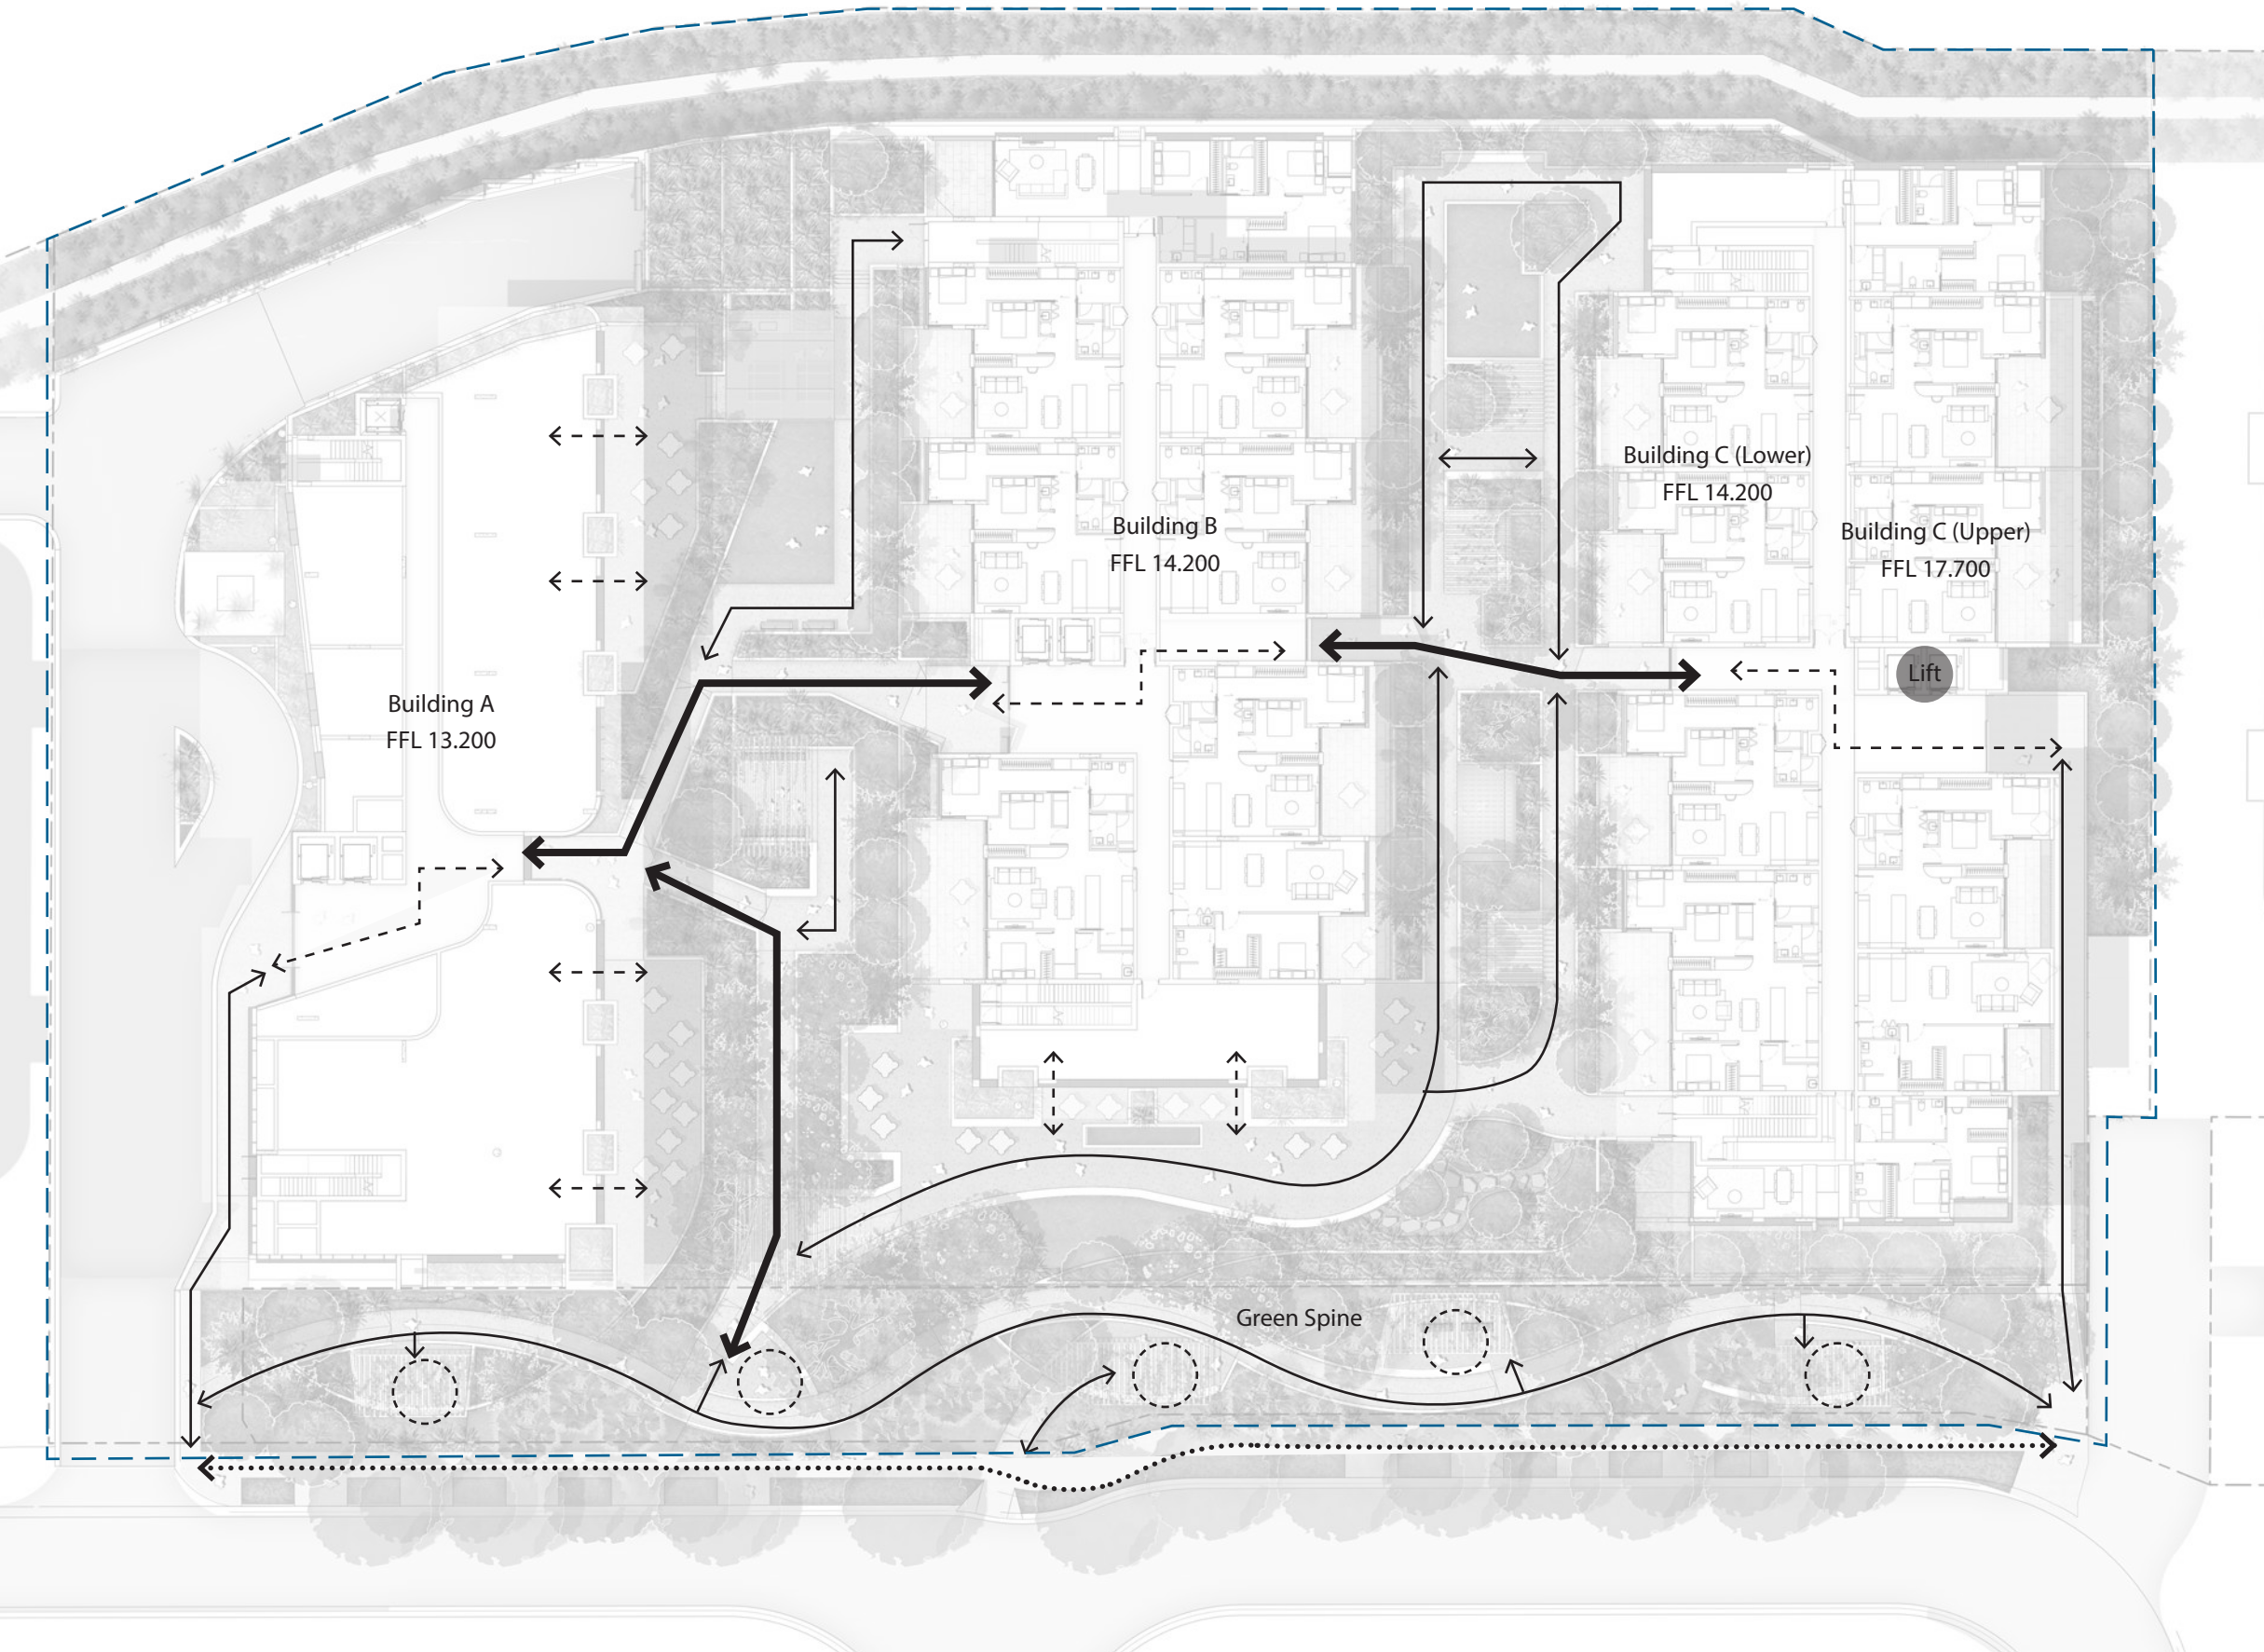 Building C (Lower)
FFL 14.200
Building B
FFL 14.200
Building C (Upper)
FFL 17.700
Lift
Building A
FFL 13.200
Green Spine